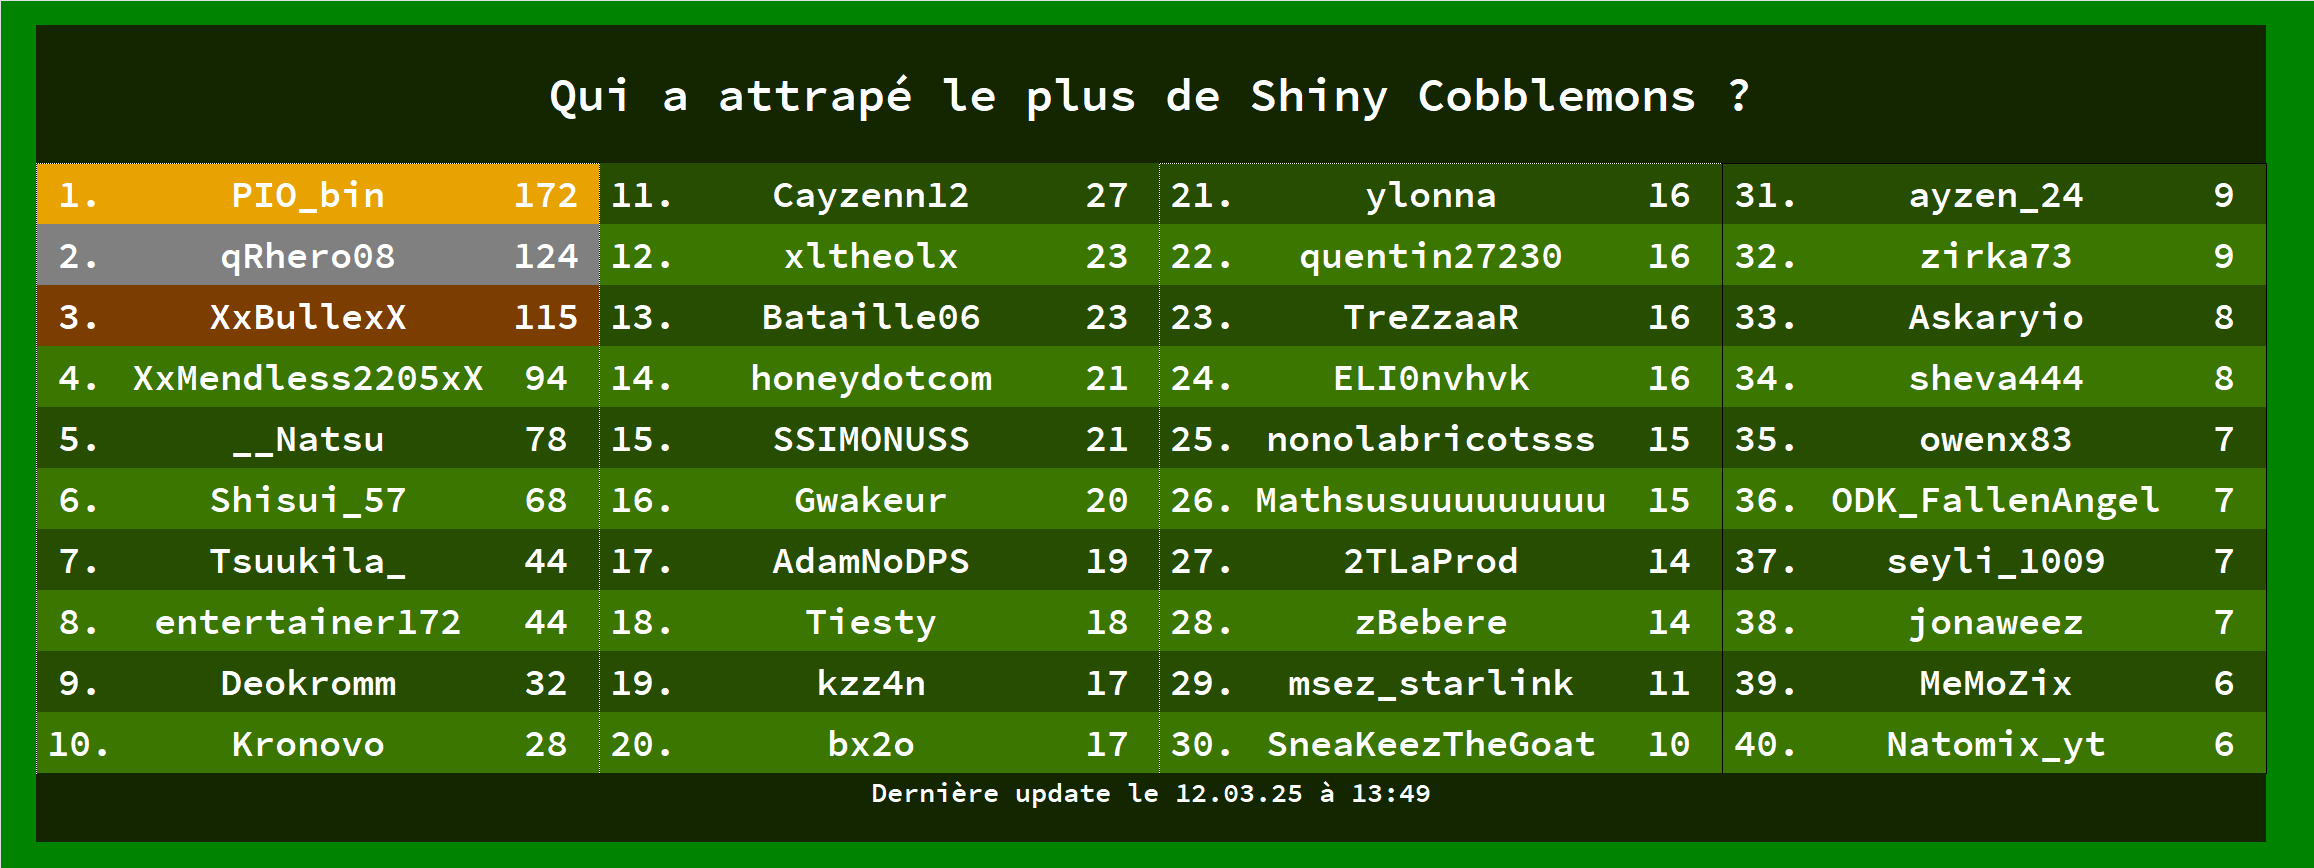 Qui a attrapé le plus de Shiny Cobblemons ?
1. PIO_bin 172 11. Cayzenn12 27 21. ylonna 16 31. ayzen_24 9
2. qRhero08 124 12. xltheolx 23 22. quentin27230 16 32. zirka73 9
3. XxBullexX 115 13. Bataille06 23 23. TreZzaaR 16 33. Askaryio 8
4. XxMendless2205xX 94 14. honeydotcom 21 24. ELI0nvhvk 16 34. sheva444 8
5. __Natsu 78 15. SSIMONUSS 21 25. nonolabricotsss 15 35. owenx83 7
6. Shisui_57 68 16. Gwakeur 20 26. Mathsusuuuuuuuuu 15 36. ODK_FallenAngel 7
7. Tsuukila_ 44 17. AdamNoDPS 19 27. 2TLaProd 14 37. seyli_1009 7
8. entertainer172 44 18. Tiesty 18 28. zBebere 14 38. jonaweez 7
9. Deokromm 32 19. kzz4n 17 29. msez_starlink 11 39. MeMoZix 6
10. Kronovo 28 20. bx2o 17 30. SneaKeezTheGoat 10 40. Natomix_yt 6
Dernière update le 12.03.25 à 13:49